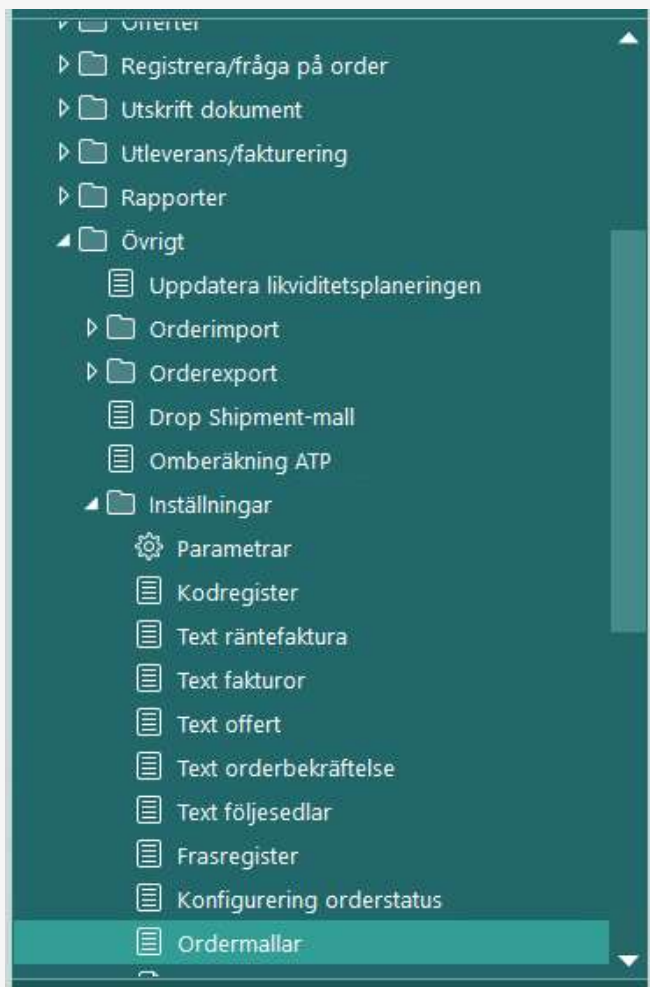 Offerter
Registrera/fråga på order
Utskrift dokument
Utleverans/fakturering
Rapporter
Övrigt
Uppdatera likviditetsplaneringen
Orderimport
Orderexport
Drop Shipment-mall
Omberäkning ATP
Inställningar
Parametrar
Kodregister
Text räntefaktura
Text fakturor
Text offert
Text orderbekräftelse
Text följesedlar
Frasregister
Konfigurering orderstatus
Ordermallar